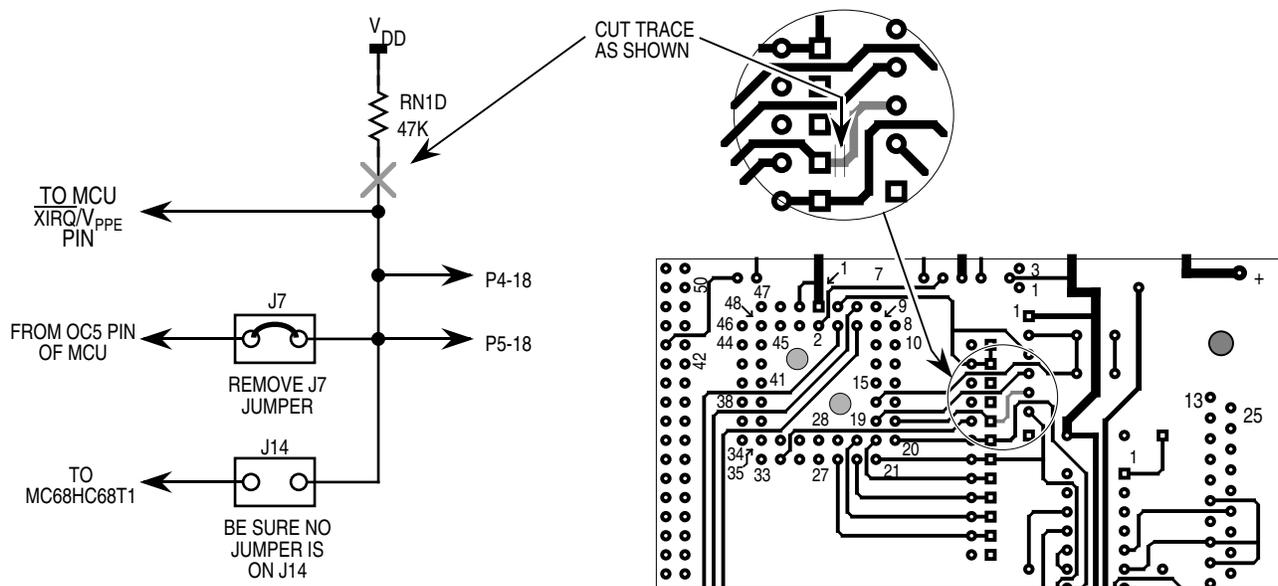 V
DD
RN1D
47K
CUT TRACE
AS SHOWN
TO MCU
XIRQ/VPPE
PIN
P4-18
J7
FROM OC5 PIN
OF MCU
P5-18
REMOVE J7
JUMPER
J14
TO
MC68HC68T1
BE SURE NO
JUMPER IS
ON J14
50
47
1
7
3
1
+
48
9
1
46
2
8
44
45
10
42
41
15
38
13
25
28
19
34
20
1
35
33
27
21